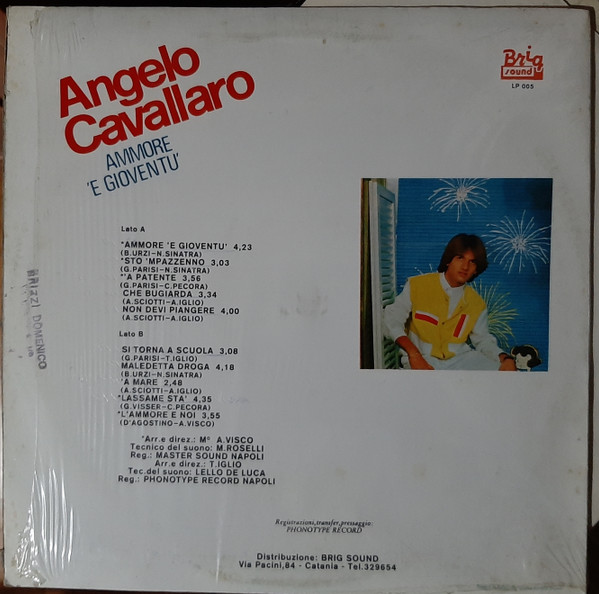 Angelo
Cavallaro
AMMORE
'E GIOVENTU'
Brig
sound
LP 005
Lato A
*AMMORE 'E GIOVENTU' 4,23
(B.URZI-N.SINATRA)
*STO 'MPAZZENNO 3,03
(G.PARISI-N.SINATRA)
*'A PATENTE 3,56
(G.PARISI-C.PECORA)
CHE BUGIARDA 3,34
(A.SCIOTTI-A.IGLIO)
NON DEVI PIANGERE 4,00
(A.SCIOTTI-A.IGLIO)
Lato B
SI TORNA A SCUOLA 3,08
(G.PARISI-T.IGLIO)
MALEDETTA DROGA 4,18
(B.URZI-N.SINATRA)
'A MARE 2,48
(A.SCIOTTI-A.IGLIO)
*LASSAME STA' 4,35
(G.VISSER-C.PECORA)
*L'AMMORE E NOI 3,55
(D'AGOSTINO-A.VISCO)
*Arr.e direz.: M° A.VISCO
Tecnico del suono: M.ROSELLI
Reg.: MASTER SOUND NAPOLI
Arr.e direz.: T.IGLIO
Tec.del suono: LELLO DE LUCA
Reg.: PHONOTYPE RECORD NAPOLI
BRIZZI DOMENICO
Registrazioni,transfer,pressaggio:
PHONOTYPE RECORD
Distribuzione: BRIG SOUND
Via Pacini,84 - Catania - Tel.329654